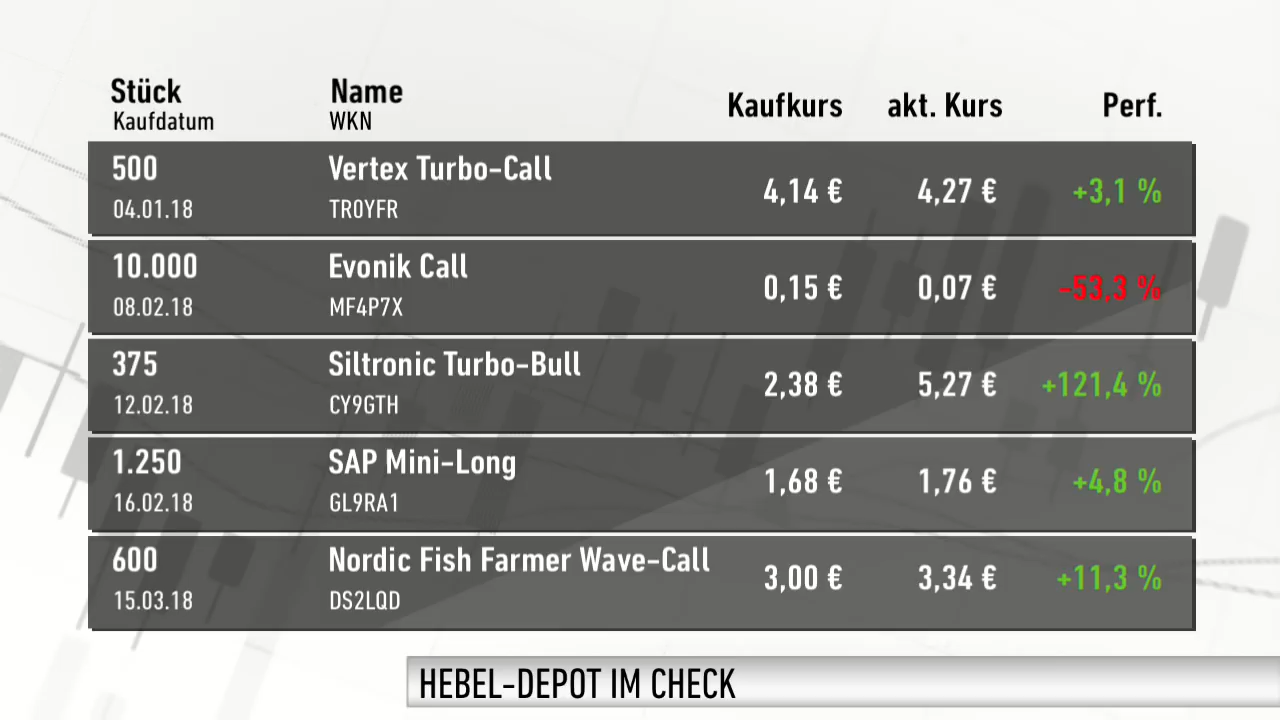 Stück Name Kaufkurs akt. Kurs Perf.
Kaufdatum WKN
500 Vertex Turbo-Call 4,14 € 4,27 € +3,1 %
04.01.18 TR0YFR
10.000 Evonik Call 0,15 € 0,07 € -53,3 %
08.02.18 MF4P7X
375 Siltronic Turbo-Bull 2,38 € 5,27 € +121,4 %
12.02.18 CY9GTH
1.250 SAP Mini-Long 1,68 € 1,76 € +4,8 %
16.02.18 GL9RA1
600 Nordic Fish Farmer Wave-Call 3,00 € 3,34 € +11,3 %
15.03.18 DS2LQD
HEBEL-DEPOT IM CHECK